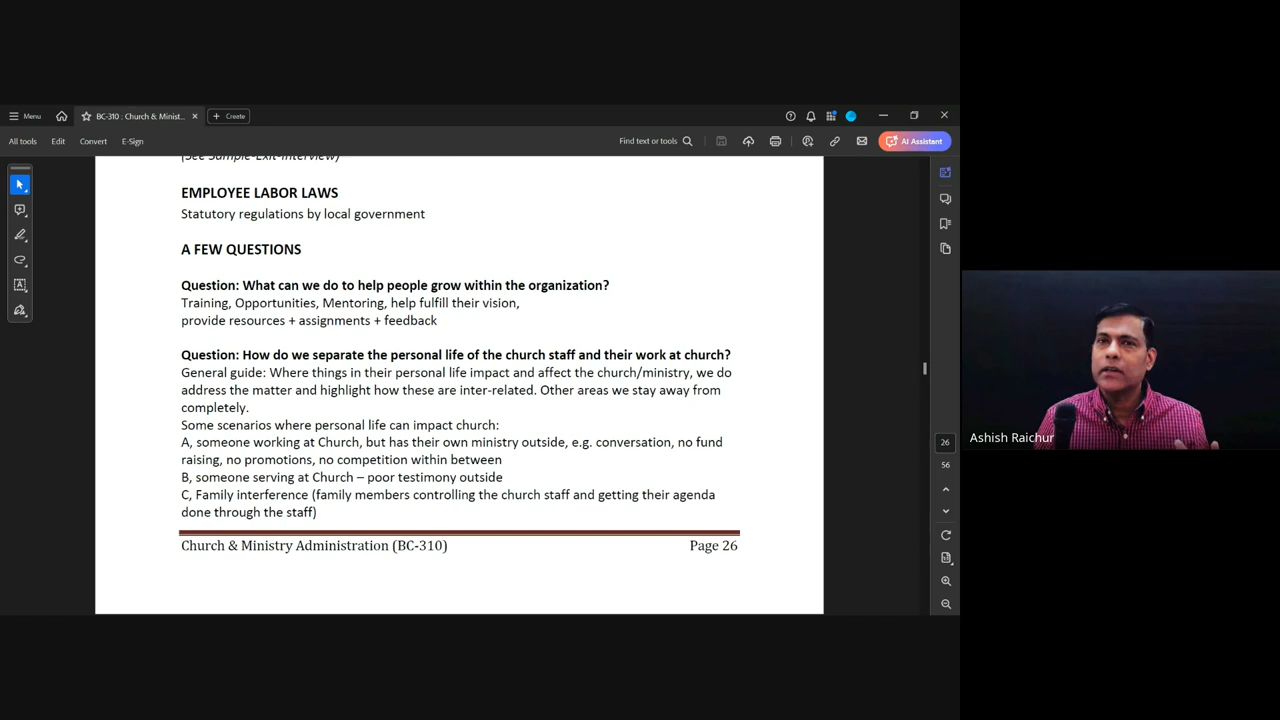 Menu
BC-310 : Church & Minist...
Create
All tools
Edit
Convert
E-Sign
Find text or tools
AI Assistant
(See Sample-Exit-Interview)
EMPLOYEE LABOR LAWS
Statutory regulations by local government
A FEW QUESTIONS
Question: What can we do to help people grow within the organization?
Training, Opportunities, Mentoring, help fulfill their vision,
provide resources + assignments + feedback
Question: How do we separate the personal life of the church staff and their work at church?
General guide: Where things in their personal life impact and affect the church/ministry, we do
address the matter and highlight how these are inter-related. Other areas we stay away from
completely.
Some scenarios where personal life can impact church:
A, someone working at Church, but has their own ministry outside, e.g. conversation, no fund
raising, no promotions, no competition within between
B, someone serving at Church – poor testimony outside
C, Family interference (family members controlling the church staff and getting their agenda
done through the staff)
Church & Ministry Administration (BC-310)
Page 26
26
56
Ashish Raichur